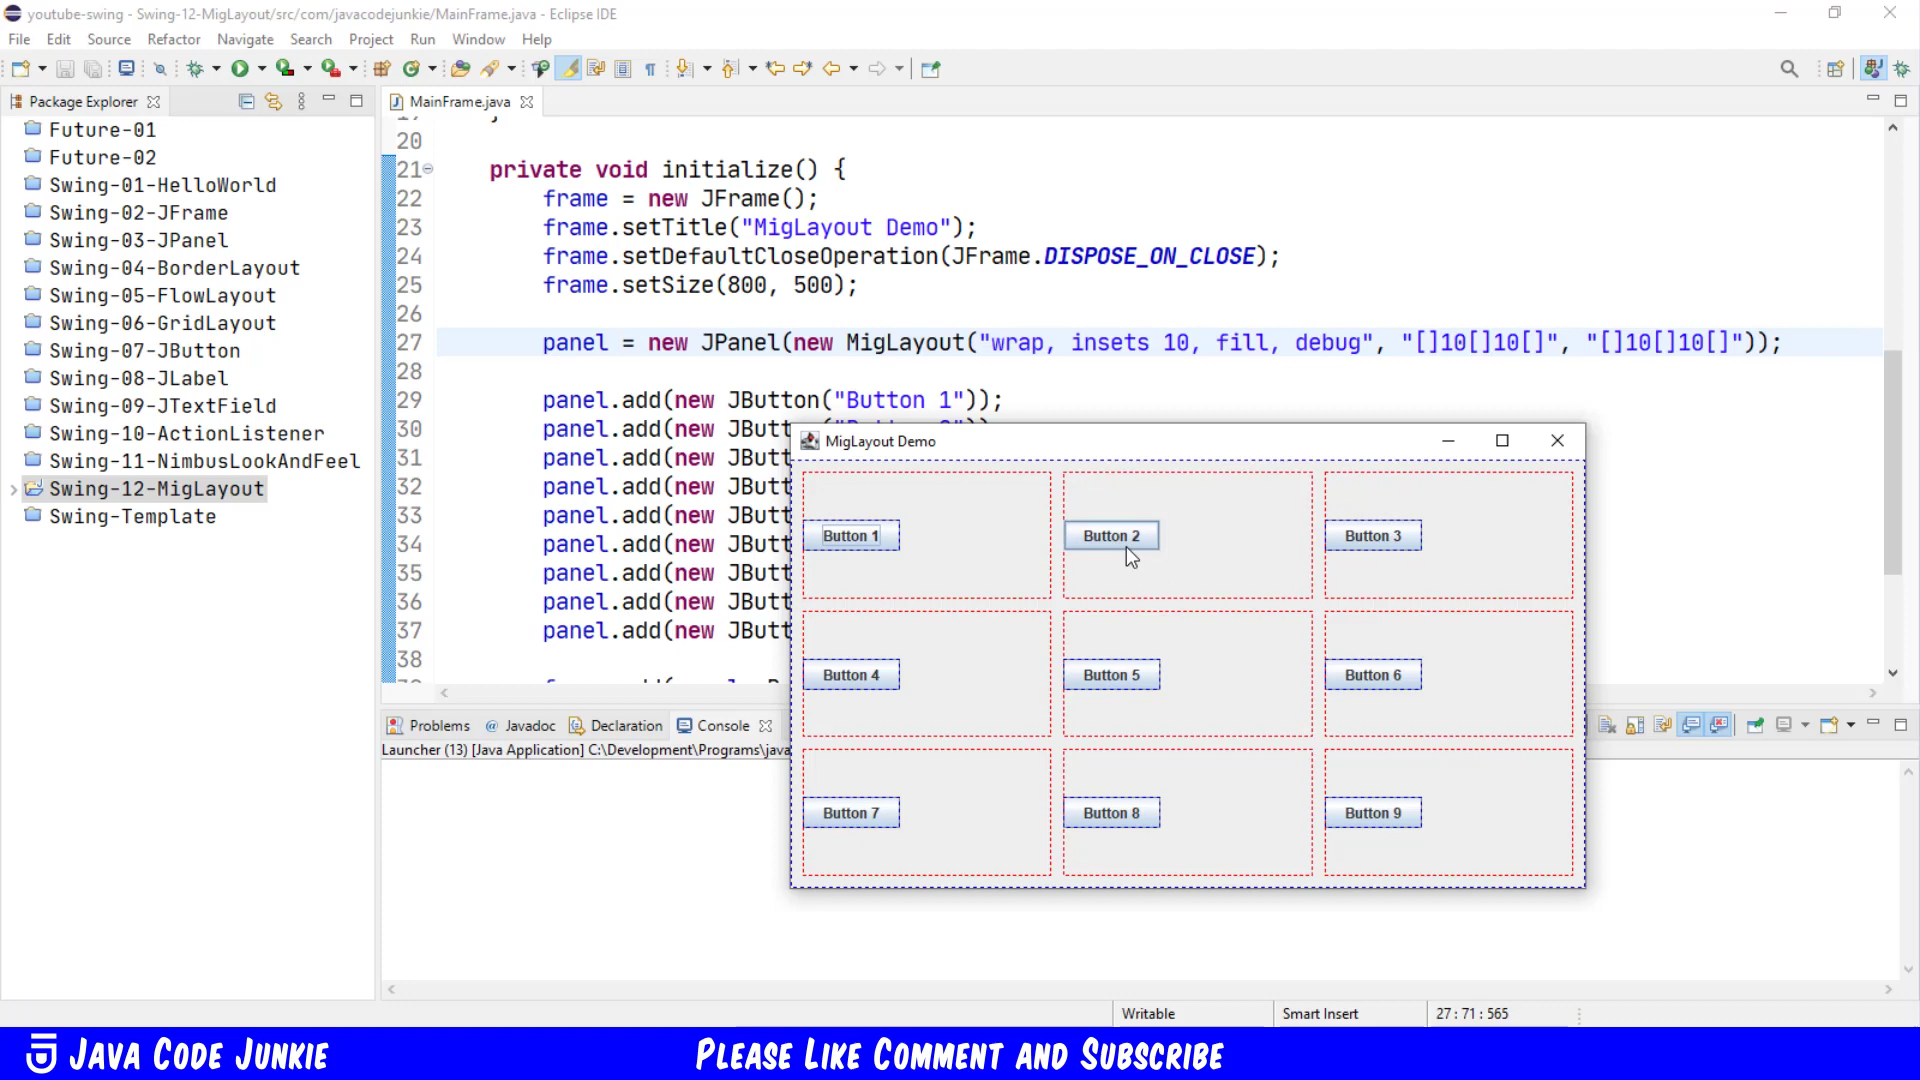 youtube-swing - Swing-12-MigLayout/src/com/javacodejunkie/MainFrame.java - Eclipse IDE
File Edit Source Refactor Navigate Search Project Run Window Help
Package Explorer
Future-01
Future-02
Swing-01-HelloWorld
Swing-02-JFrame
Swing-03-JPanel
Swing-04-BorderLayout
Swing-05-FlowLayout
Swing-06-GridLayout
Swing-07-JButton
Swing-08-JLabel
Swing-09-JTextField
Swing-10-ActionListener
Swing-11-NimbusLookAndFeel
Swing-12-MigLayout
Swing-Template
MainFrame.java
20
21 private void initialize() {
22 frame = new JFrame();
23 frame.setTitle("MigLayout Demo");
24 frame.setDefaultCloseOperation(JFrame.DISPOSE_ON_CLOSE);
25 frame.setSize(800, 500);
26
27 panel = new JPanel(new MigLayout("wrap, insets 10, fill, debug", "[]10[]10[]", "[]10[]10[]"));
28
29 panel.add(new JButton("Button 1"));
30 panel.add(new JButt
31 panel.add(new JButt
32 panel.add(new JButt
33 panel.add(new JButt
34 panel.add(new JButt
35 panel.add(new JButt
36 panel.add(new JButt
37 panel.add(new JButt
38
MigLayout Demo
Button 1 Button 2 Button 3
Button 4 Button 5 Button 6
Button 7 Button 8 Button 9
Problems @ Javadoc Declaration Console
Launcher (13) [Java Application] C:\Development\Programs\java
Writable Smart Insert 27 : 71 : 565
Java Code Junkie
Please Like Comment and Subscribe